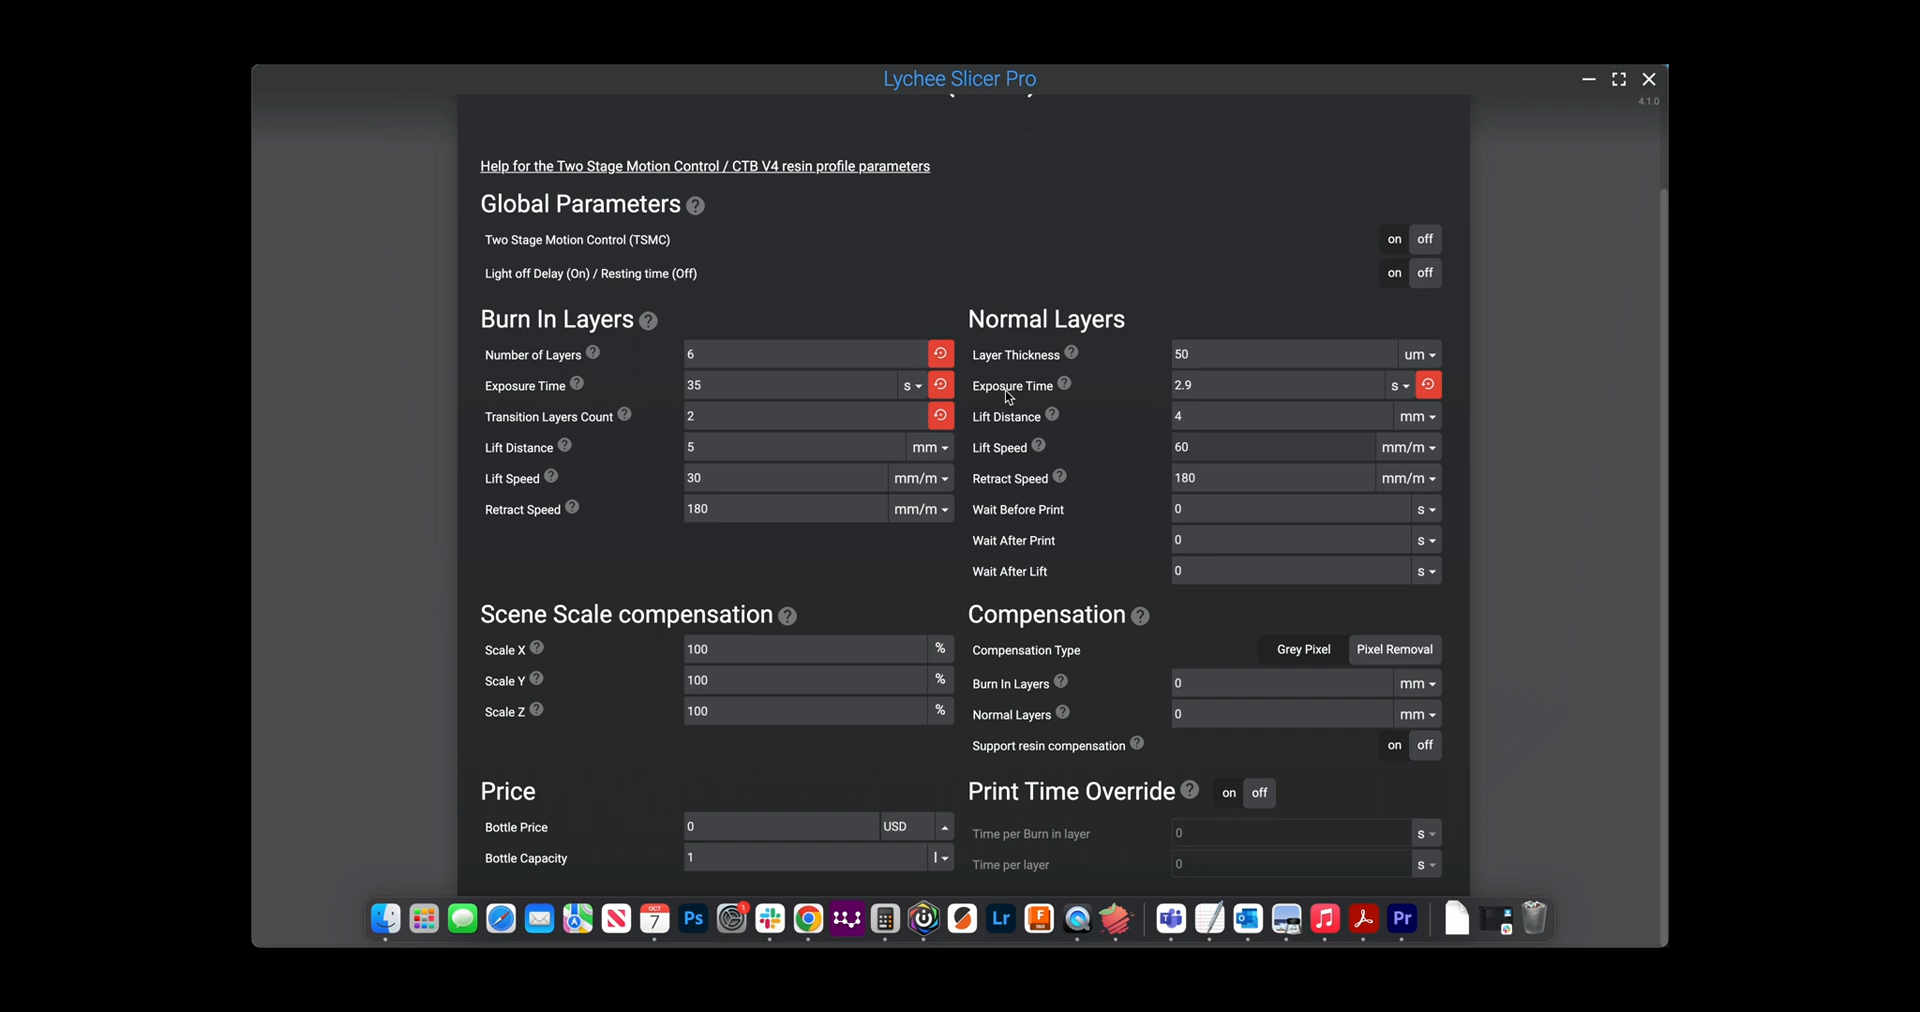 Lychee Slicer Pro
4.1.0
Help for the Two Stage Motion Control / CTB V4 resin profile parameters
Global Parameters ?
Two Stage Motion Control (TSMC) on off
Light off Delay (On) / Resting time (Off) on off
Burn In Layers ?
Number of Layers ? 6
Exposure Time ? 35 s
Transition Layers Count ? 2
Lift Distance ? 5 mm
Lift Speed ? 30 mm/m
Retract Speed ? 180 mm/m
Normal Layers
Layer Thickness ? 50 um
Exposure Time ? 2.9 s
Lift Distance ? 4 mm
Lift Speed ? 60 mm/m
Retract Speed ? 180 mm/m
Wait Before Print 0 s
Wait After Print 0 s
Wait After Lift 0 s
Scene Scale compensation ?
Scale X ? 100 %
Scale Y ? 100 %
Scale Z ? 100 %
Compensation ?
Compensation Type Grey Pixel Pixel Removal
Burn In Layers ? 0 mm
Normal Layers ? 0 mm
Support resin compensation ? on off
Price
Bottle Price 0 USD
Bottle Capacity 1 l
Print Time Override ? on off
Time per Burn in layer 0 s
Time per layer 0 s
OCT 7 Ps 1 Lr F 360 Pr